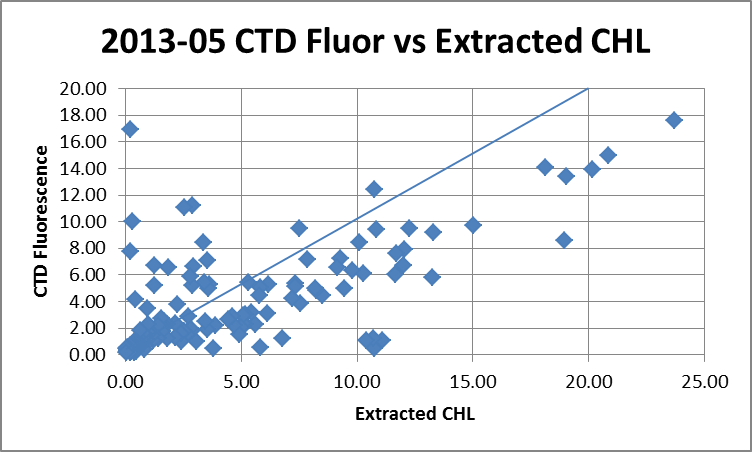 2013-05 CTD Fluor vs Extracted CHL
CTD Fluorescence
20.00
18.00
16.00
14.00
12.00
10.00
8.00
6.00
4.00
2.00
0.00
0.00 5.00 10.00 15.00 20.00 25.00
Extracted CHL